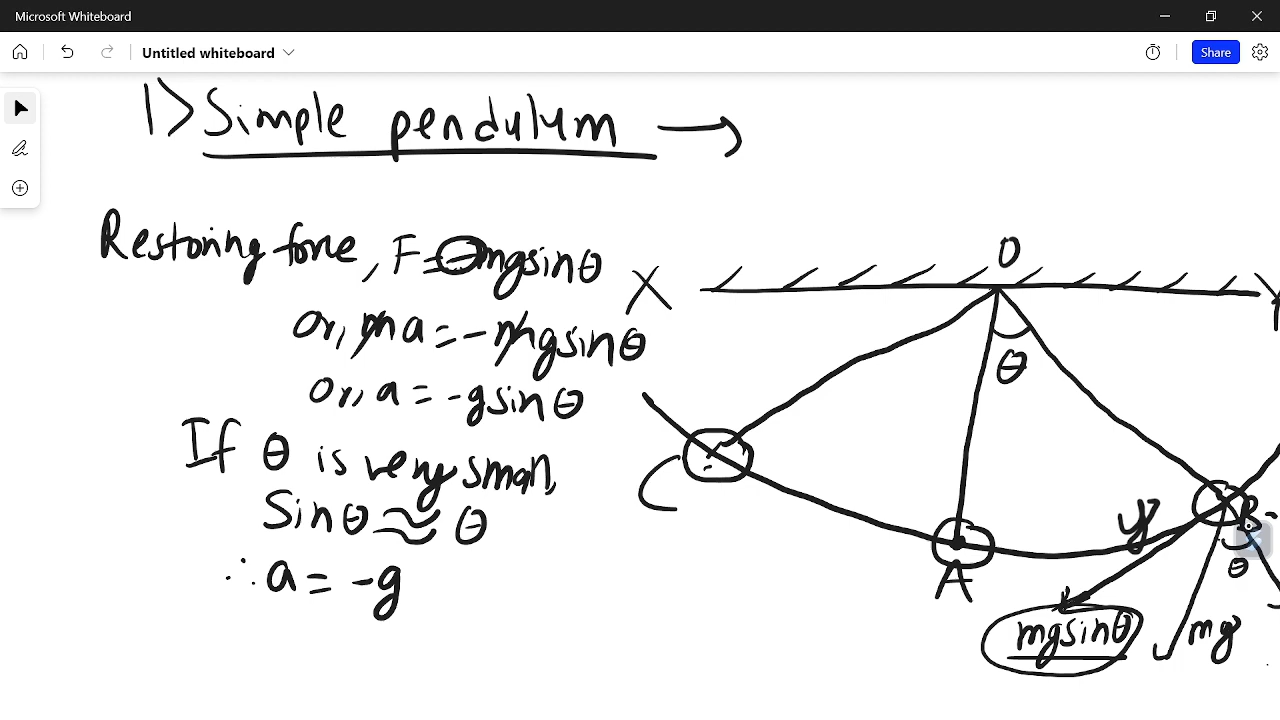 Microsoft Whiteboard
Untitled whiteboard
Share
1> Simple pendulum →
Restoring force, F = -mgsinθ
or, ma = -mgsinθ
or, a = -gsinθ
If θ is very small,
Sinθ ≈ θ
∴ a = -g
O
X
Y
θ
C
A
y
B
θ
mgsinθ
mg